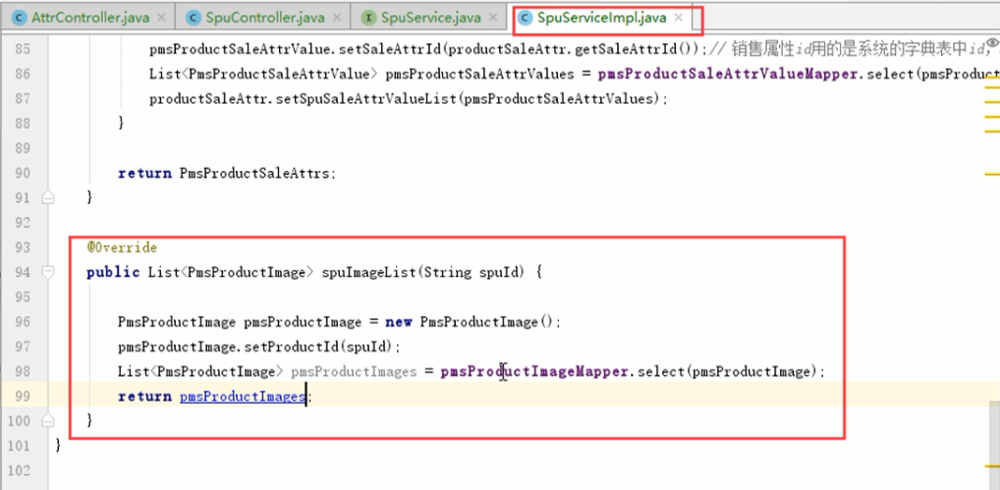 AttrController.java × SpuController.java × SpuService.java × SpuServiceImpl.java ×
85 pmsProductSaleAttrValue.setSaleAttrId(productSaleAttr.getSaleAttrId());// 销售属性id用的是系统的字典表中id,
86 List<PmsProductSaleAttrValue> pmsProductSaleAttrValues = pmsProductSaleAttrValueMapper.select(pmsProduct
87 productSaleAttr.setSpuSaleAttrValueList(pmsProductSaleAttrValues);
88 }
89
90 return PmsProductSaleAttrs;
91 }
92
93 @Override
94 public List<PmsProductImage> spuImageList(String spuId) {
95
96 PmsProductImage pmsProductImage = new PmsProductImage();
97 pmsProductImage.setProductId(spuId);
98 List<PmsProductImage> pmsProductImages = pmsProductImageMapper.select(pmsProductImage);
99 return pmsProductImages;
100 }
101 }
102